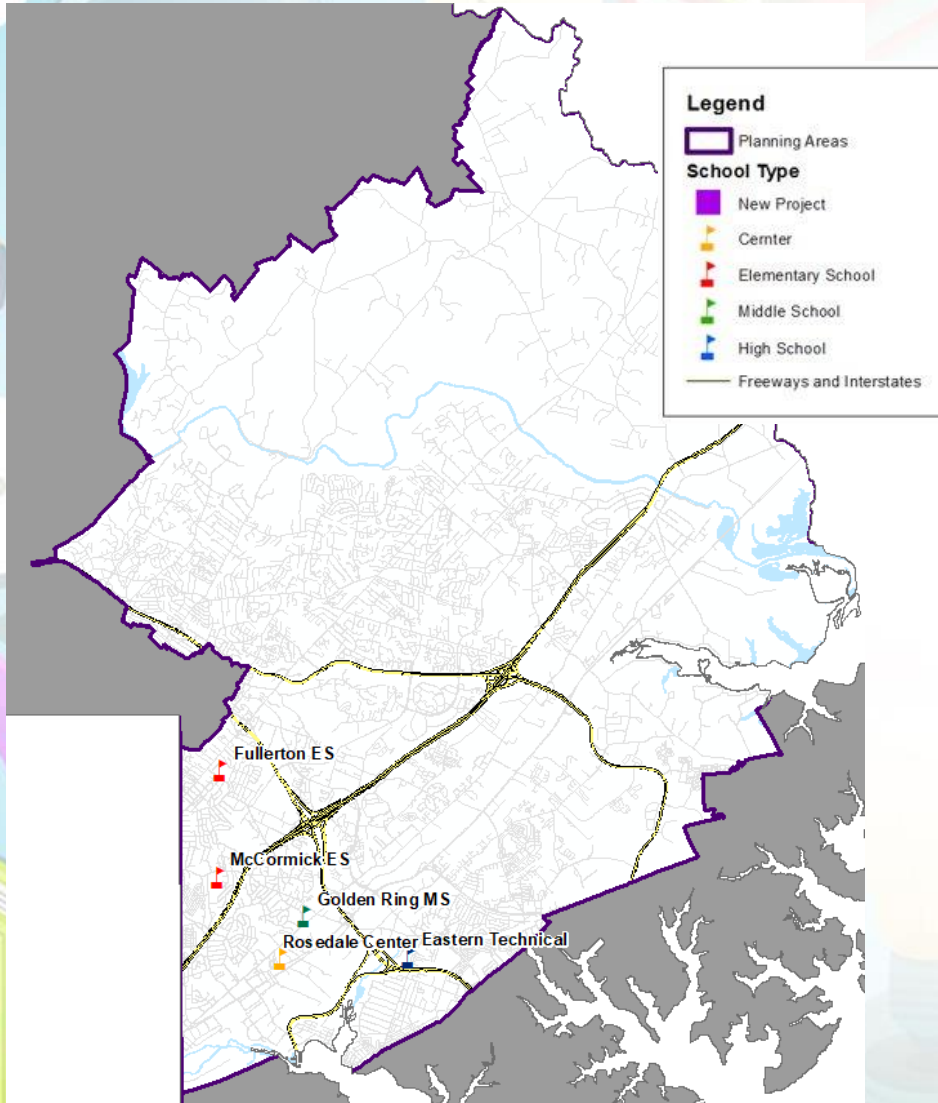 Legend
Planning Areas
School Type
New Project
Cernter
Elementary School
Middle School
High School
Freeways and Interstates
Fullerton ES
McCormick ES
Golden Ring MS
Rosedale Center
Eastern Technical